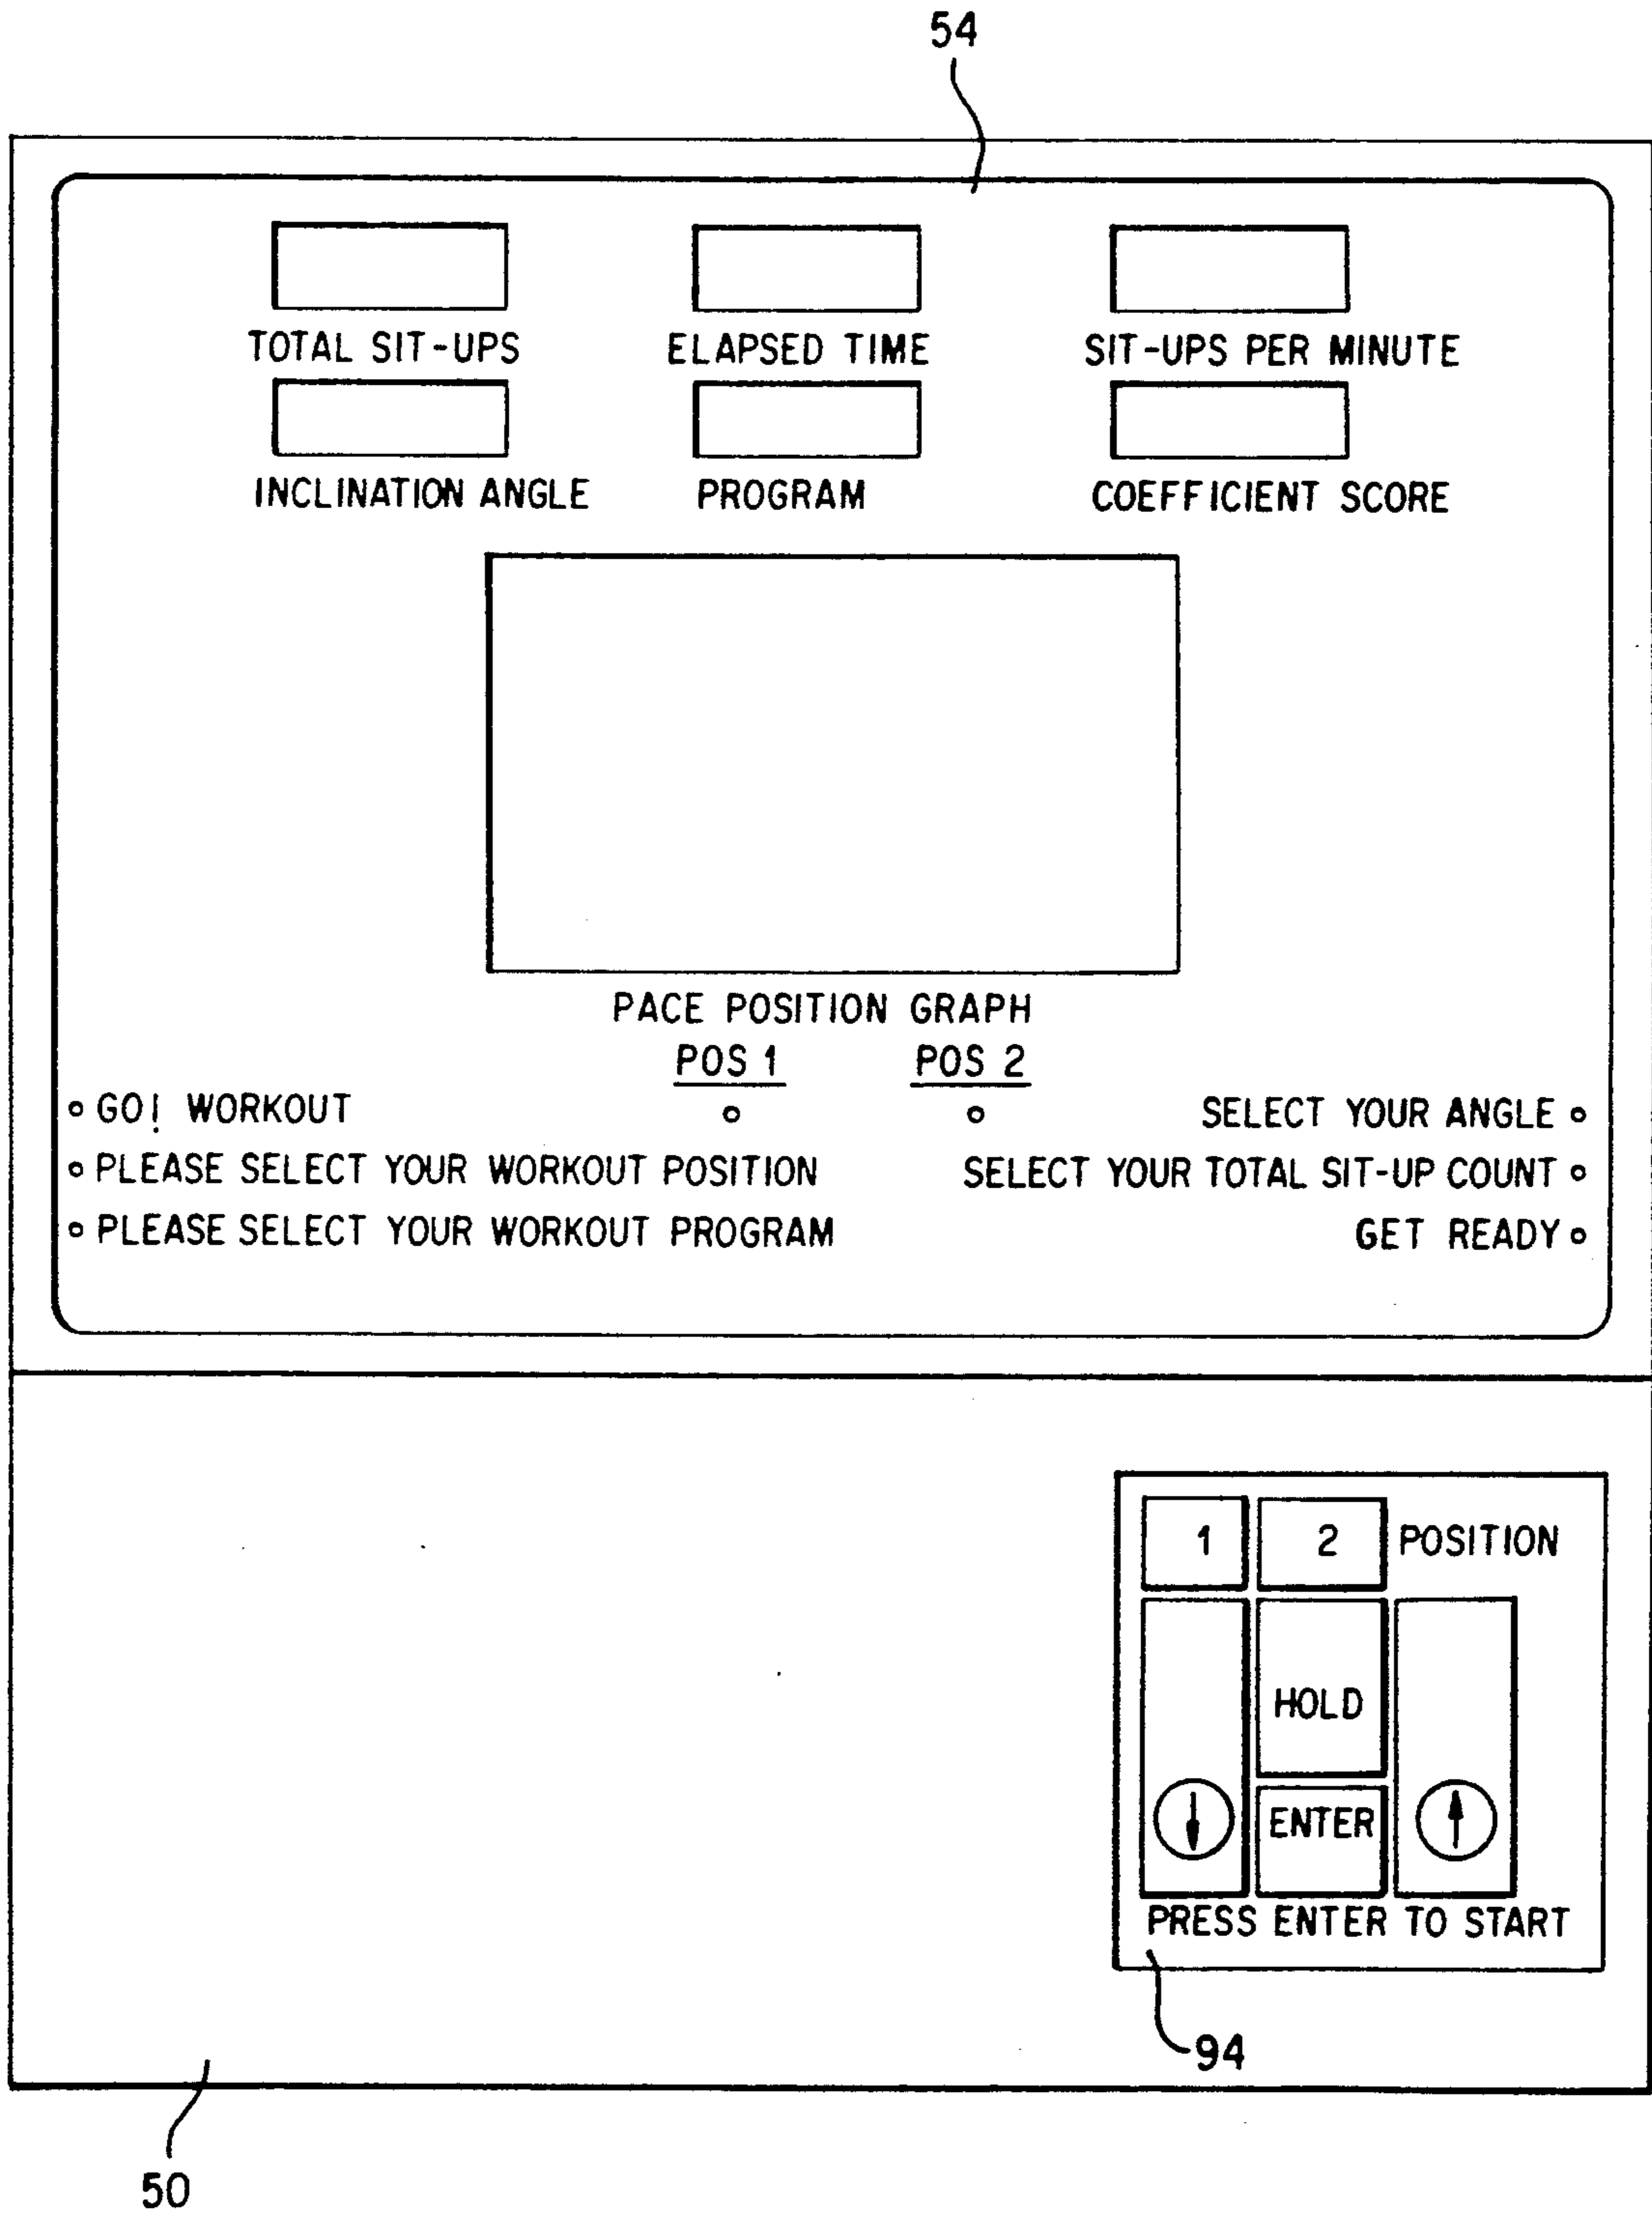 54
TOTAL SIT-UPS ELAPSED TIME SIT-UPS PER MINUTE
INCLINATION ANGLE PROGRAM COEFFICIENT SCORE
PACE POSITION GRAPH
POS 1 POS 2
GO! WORKOUT SELECT YOUR ANGLE
PLEASE SELECT YOUR WORKOUT POSITION SELECT YOUR TOTAL SIT-UP COUNT
PLEASE SELECT YOUR WORKOUT PROGRAM GET READY
1 2 POSITION
HOLD
↓ ENTER ↑
PRESS ENTER TO START
94
50